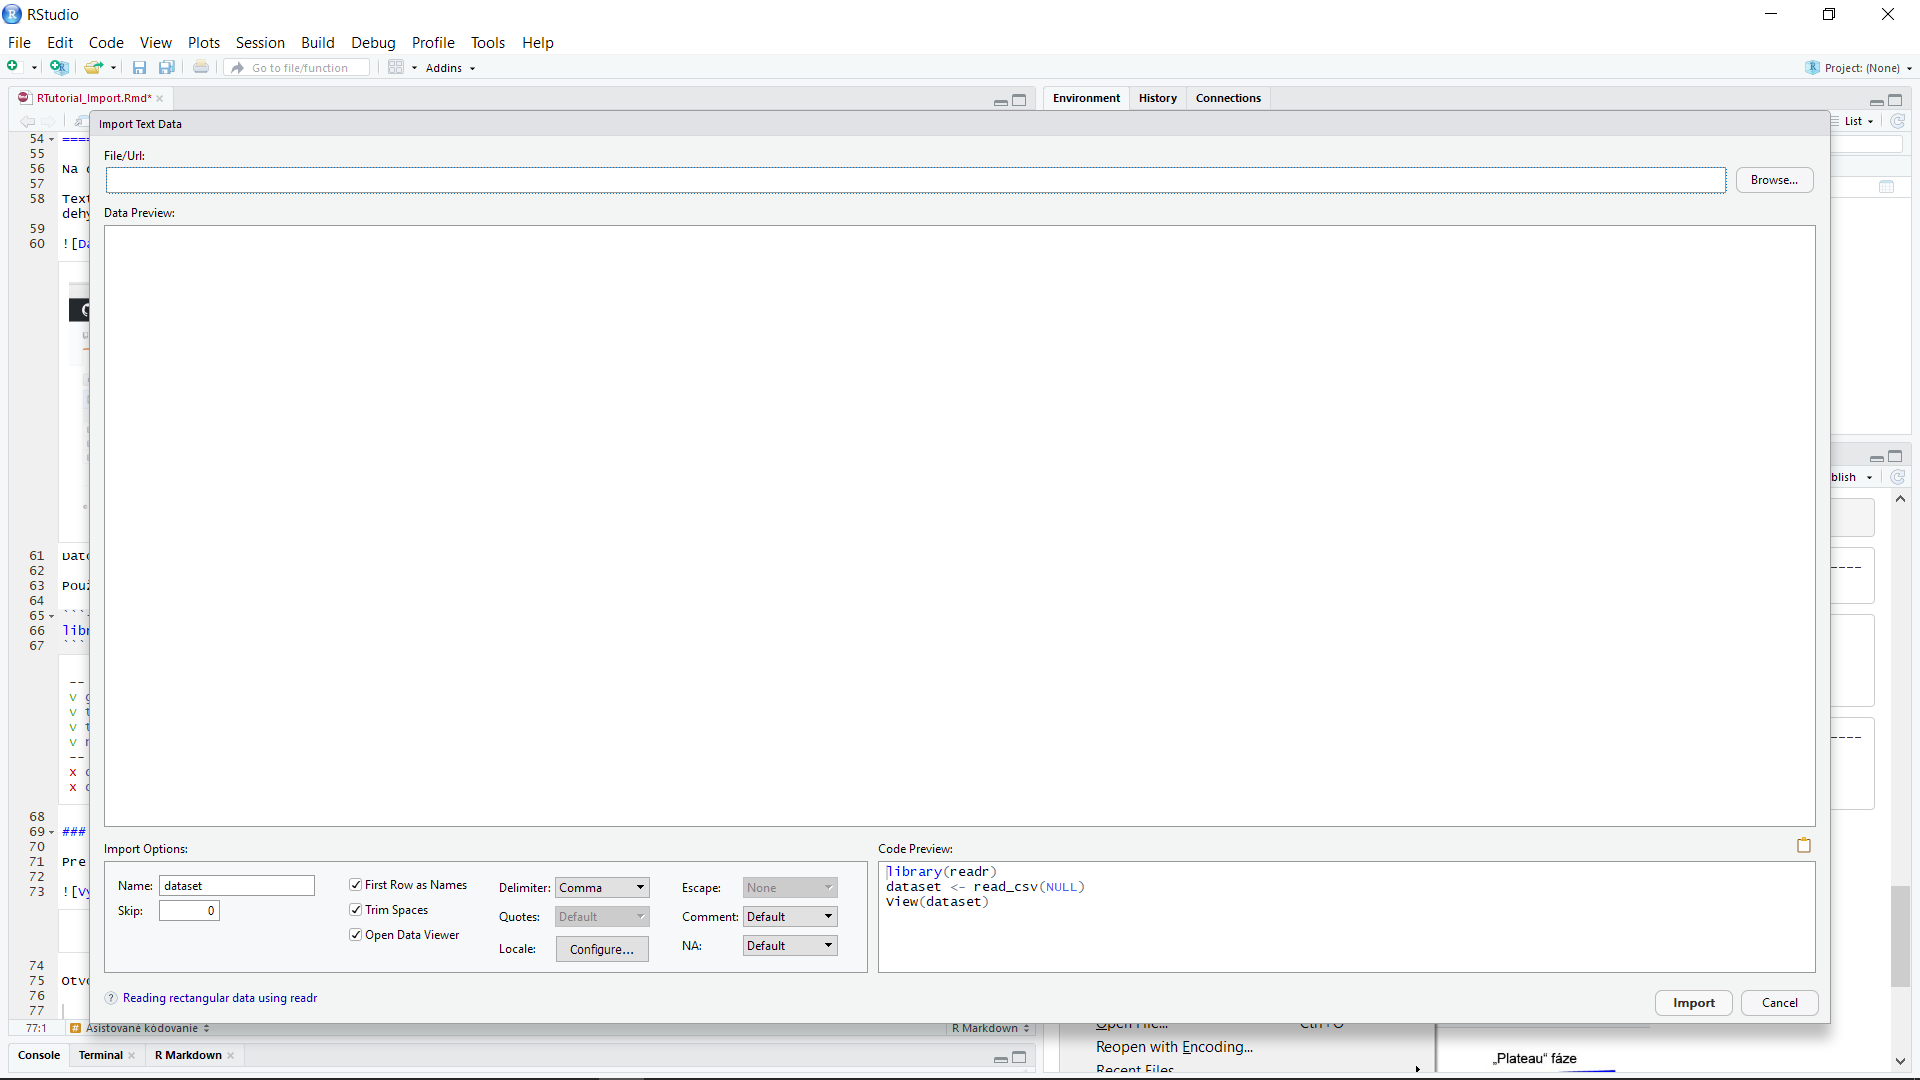 RStudio
File Edit Code View Plots Session Build Debug Profile Tools Help
Go to file/function Addins Project: (None)
RTutorial_Import.Rmd* Environment History Connections
List
Import Text Data
File/Url:
Browse...
Data Preview:
54
55
56 Na
57
58 Text
dehy
59
60 ![Da
61
62
63 Použ
64
65 ```
66 libr
67 ```
68
69 ###
70
71 Pre
72
73 ![Vy
74
75 Otvo
76
77
blish
Import Options:
Name: dataset
Skip: 0
First Row as Names
Trim Spaces
Open Data Viewer
Delimiter: Comma
Quotes: Default
Locale: Configure...
Escape: None
Comment: Default
NA: Default
Code Preview:
library(readr)
dataset <- read_csv(NULL)
View(dataset)
? Reading rectangular data using readr
Import Cancel
77:1 # Asistované kódovanie R Markdown
Console Terminal R Markdown
Open File... Ctrl+O
Reopen with Encoding...
Recent Files
„Plateau“ fáze